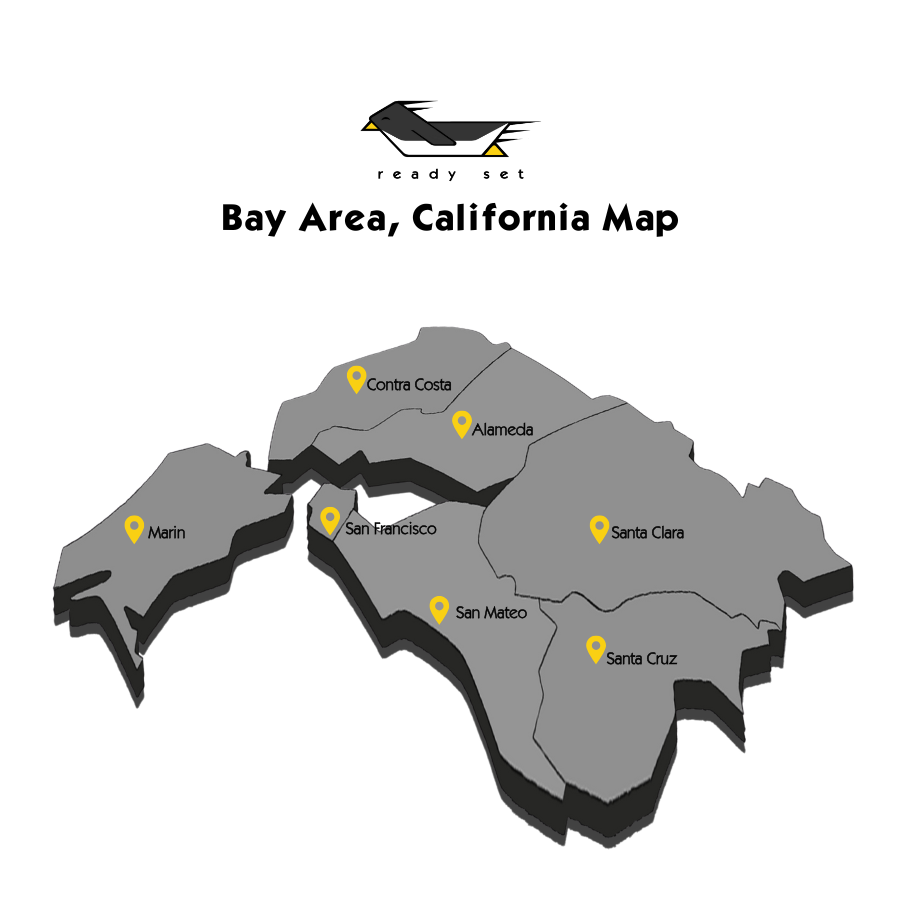 ready set
Bay Area, California Map
Contra Costa
Alameda
Marin
San Francisco
Santa Clara
San Mateo
Santa Cruz